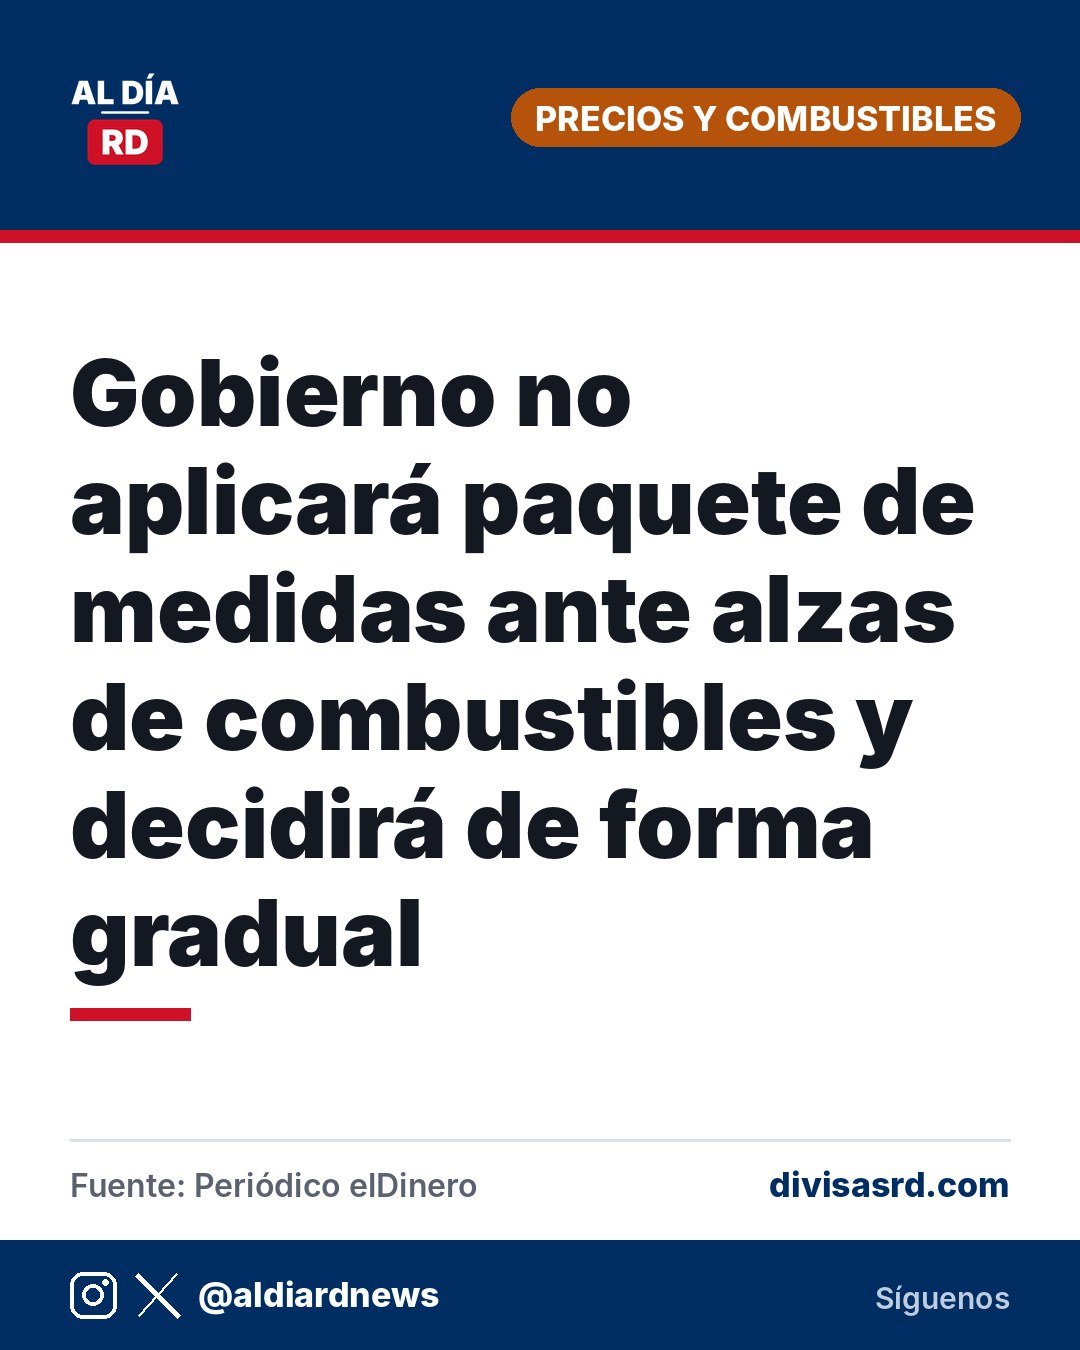 AL DÍA
RD
PRECIOS Y COMBUSTIBLES
Gobierno no
aplicará paquete de
medidas ante alzas
de combustibles y
decidirá de forma
gradual
Fuente: Periódico elDinero
divisasrd.com
@aldiardnews
Síguenos